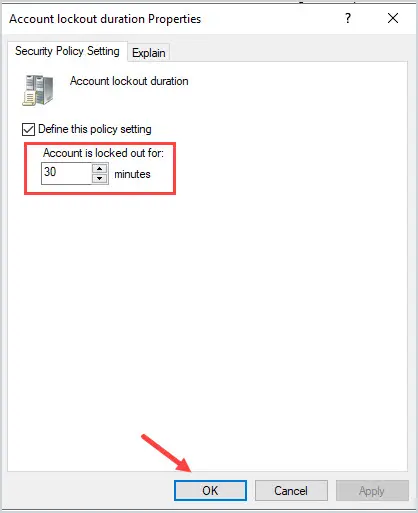 Account lockout duration Properties
?
Security Policy Setting
Explain
Account lockout duration
Define this policy setting
Account is locked out for:
30
minutes
OK
Cancel
Apply